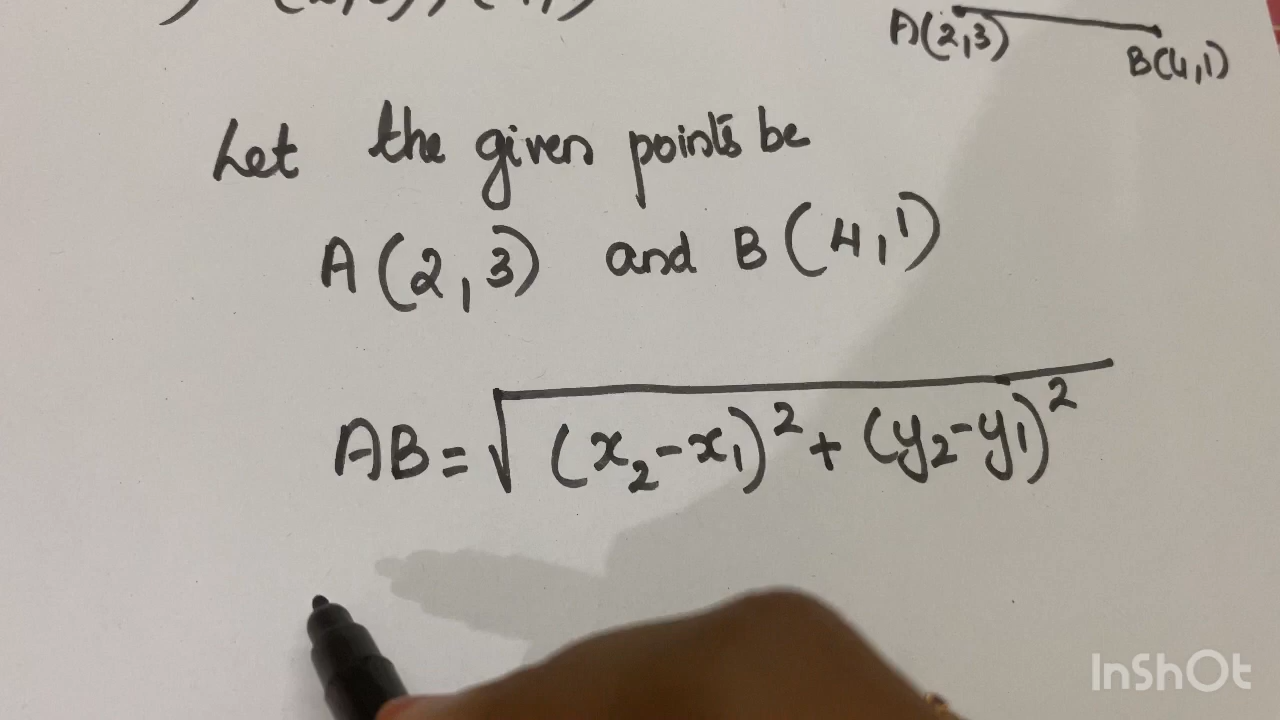 A(2,3)
B(4,1)
Let the given points be
A(2,3) and B(4,1)
AB=√(x₂-x₁)²+(y₂-y₁)²
InShOt